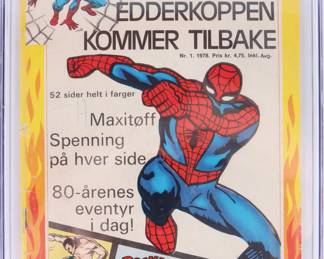 EDDERKOPPEN
KOMMER TILBAKE
Nr. 1. 1978. Pris kr. 4,75. Inkl. Avg.
52 sider helt i farger
Maxitøff
Spenning
på hver side
80-årenes
eventyr
i dag!